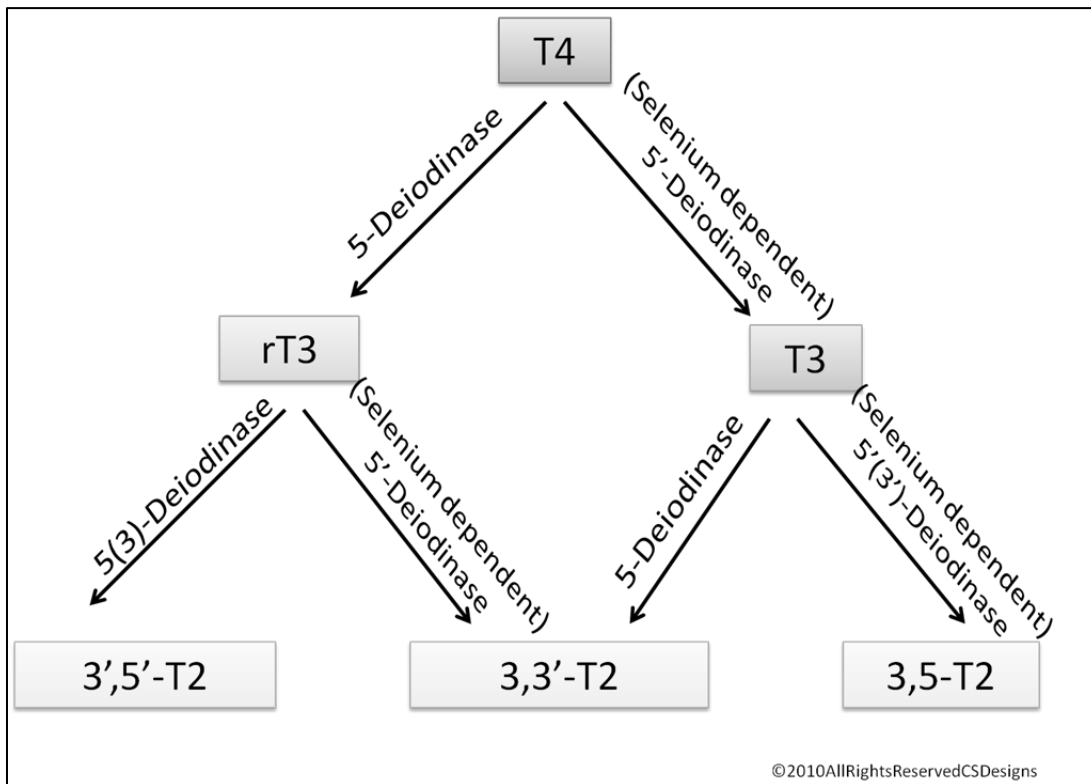 T4
5-Deiodinase
(Selenium dependent)
5’-Deiodinase
rT3
T3
5(3)-Deiodinase
(Selenium dependent)
5’-Deiodinase
5-Deiodinase
(Selenium dependent)
5’(3’)-Deiodinase
3’,5’-T2
3,3’-T2
3,5-T2
©2010AllRightsReservedCSDesigns